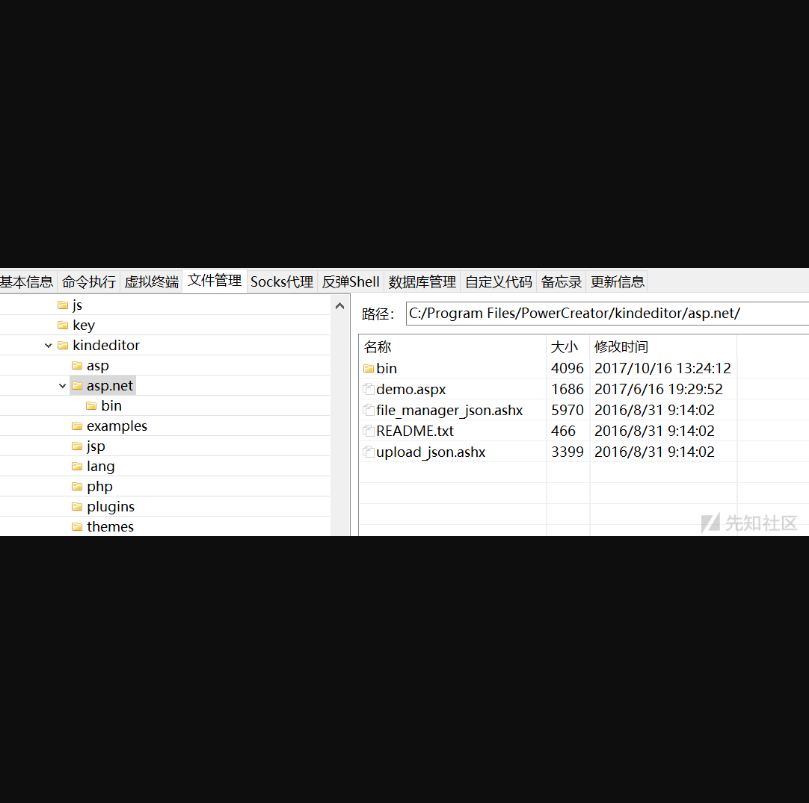 基本信息 命令执行 虚拟终端 文件管理 Socks代理 反弹Shell 数据库管理 自定义代码 备忘录 更新信息
js
key
kindeditor
asp
asp.net
bin
examples
jsp
lang
php
plugins
themes
路径： C:/Program Files/PowerCreator/kindeditor/asp.net/
名称 大小 修改时间
bin 4096 2017/10/16 13:24:12
demo.aspx 1686 2017/6/16 19:29:52
file_manager_json.ashx 5970 2016/8/31 9:14:02
README.txt 466 2016/8/31 9:14:02
upload_json.ashx 3399 2016/8/31 9:14:02
先知社区